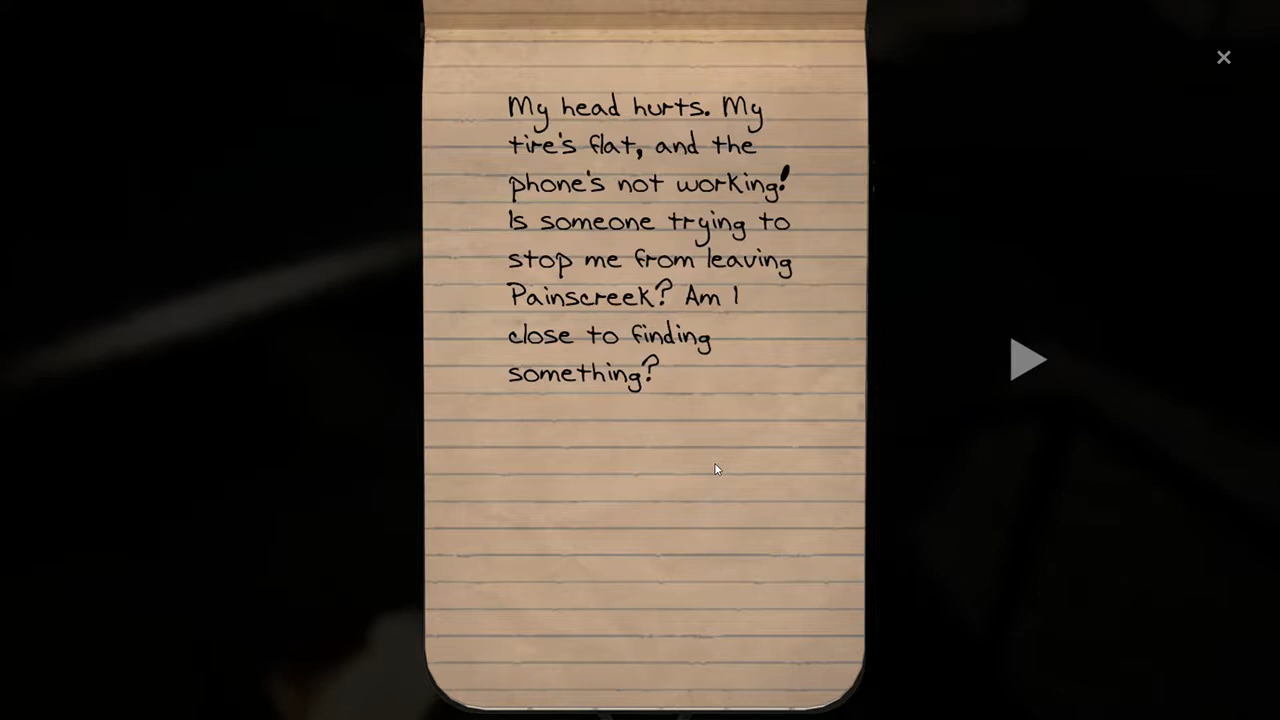 My head hurts. My
tire's flat, and the
phone's not working!
Is someone trying to
stop me from leaving
Painscreek? Am I
close to finding
something?